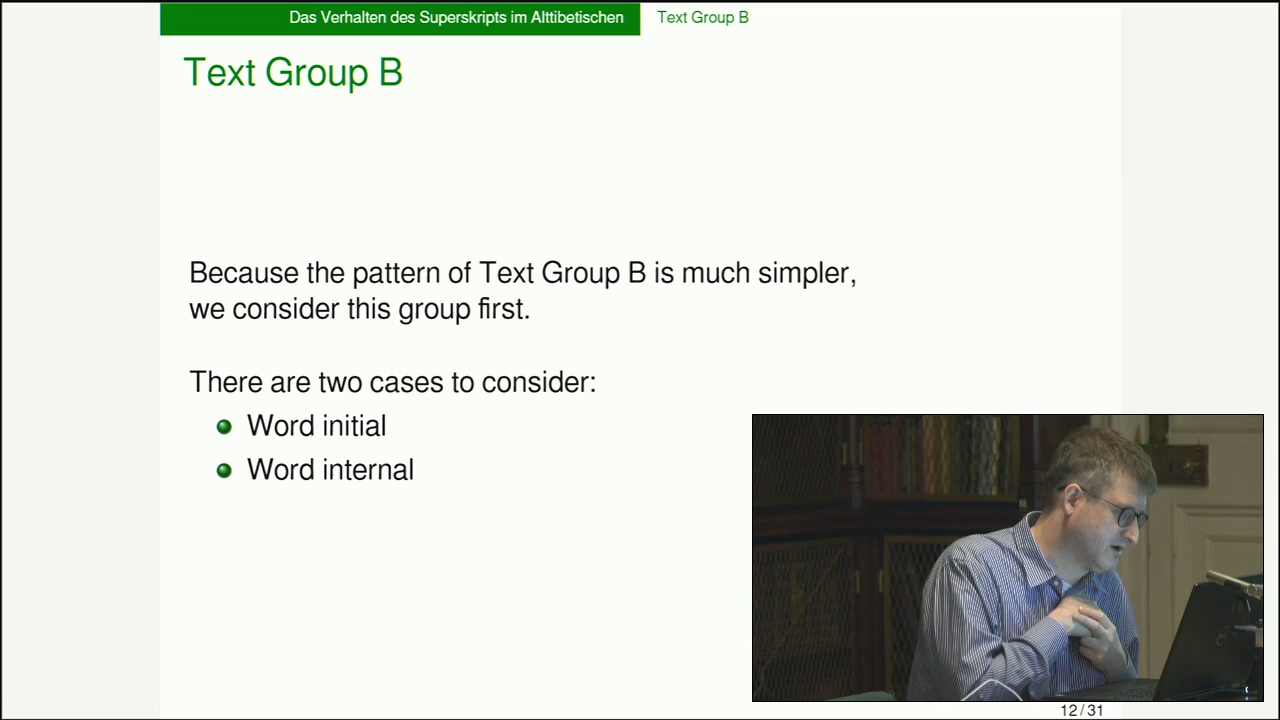 Das Verhalten des Superskripts im Alttibetischen
Text Group B
Text Group B
Because the pattern of Text Group B is much simpler,
we consider this group first.
There are two cases to consider:
Word initial
Word internal
12 / 31